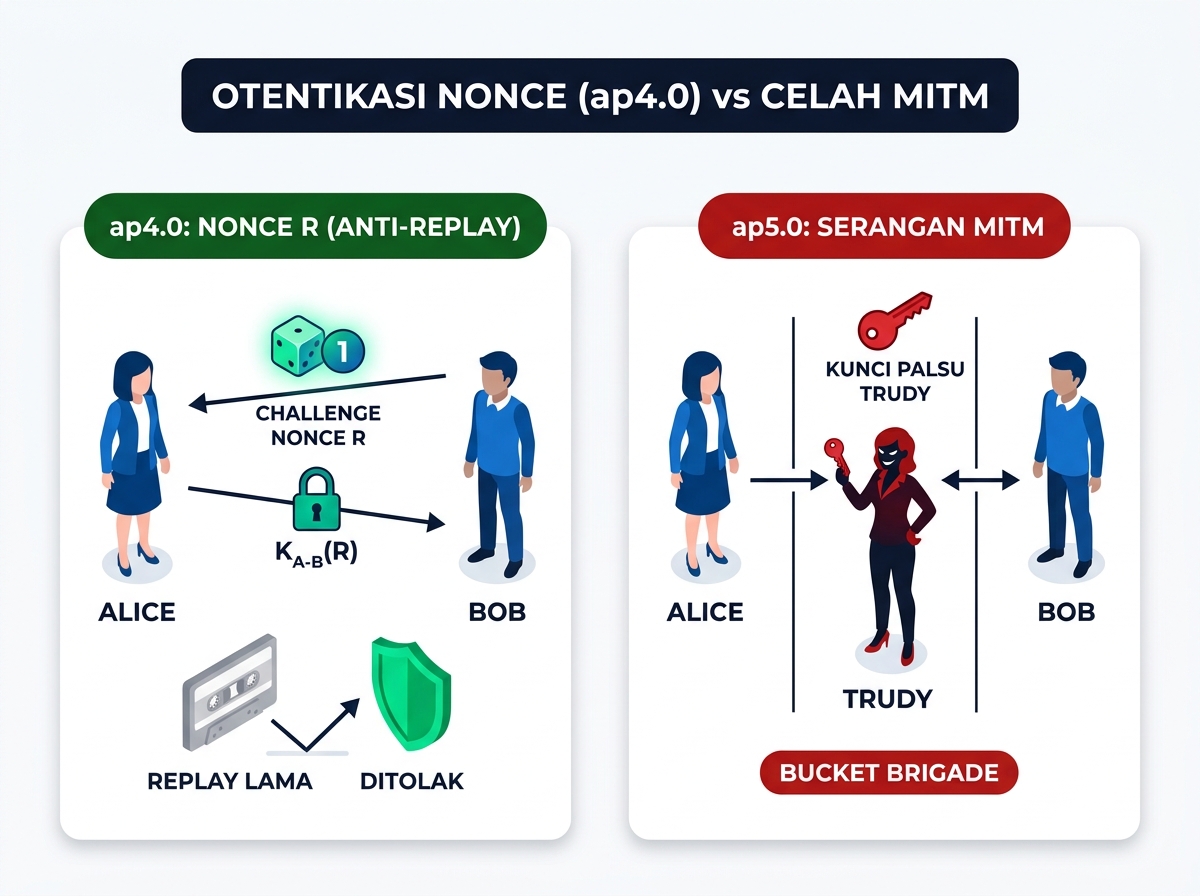 OTENTIKASI NONCE (ap4.0) vs CELAH MITM
ap4.0: NONCE R (ANTI-REPLAY)
1
CHALLENGE
NONCE R
K_A-B(R)
ALICE
BOB
REPLAY LAMA
DITOLAK
ap5.0: SERANGAN MITM
KUNCI PALSU
TRUDY
ALICE
BOB
TRUDY
BUCKET BRIGADE